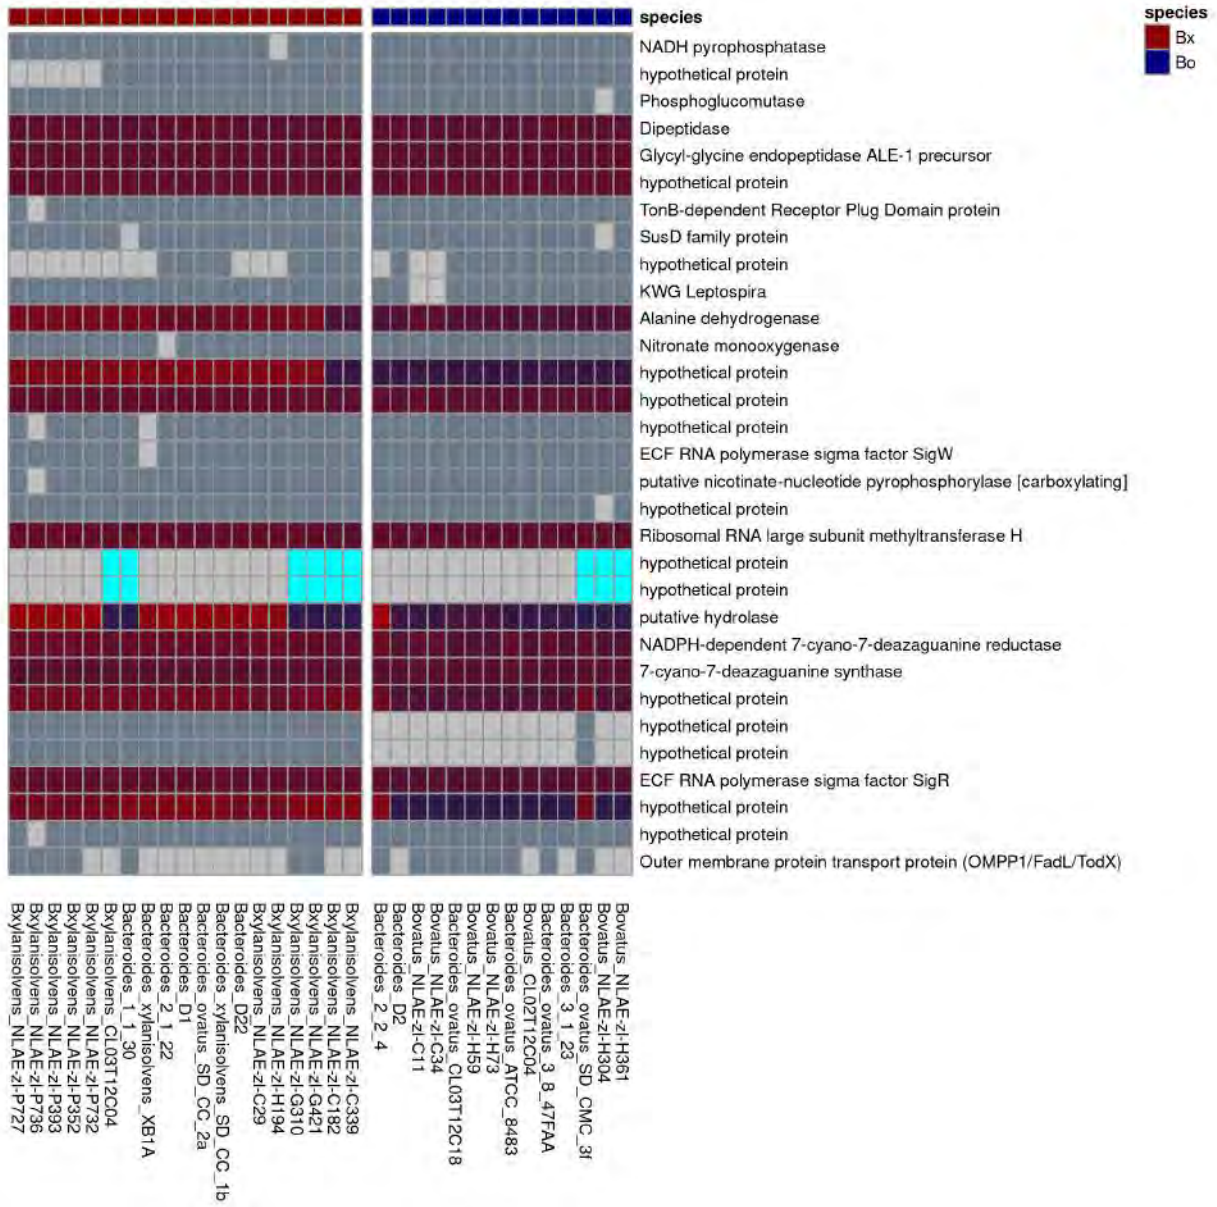 species
species
Bx
Bo
NADH pyrophosphatase
hypothetical protein
Phosphoglucomutase
Dipeptidase
Glycyl-glycine endopeptidase ALE-1 precursor
hypothetical protein
TonB-dependent Receptor Plug Domain protein
SusD family protein
hypothetical protein
KWG Leptospira
Alanine dehydrogenase
Nitronate monooxygenase
hypothetical protein
hypothetical protein
hypothetical protein
ECF RNA polymerase sigma factor SigW
putative nicotinate-nucleotide pyrophosphorylase [carboxylating]
hypothetical protein
Ribosomal RNA large subunit methyltransferase H
hypothetical protein
hypothetical protein
putative hydrolase
NADPH-dependent 7-cyano-7-deazaguanine reductase
7-cyano-7-deazaguanine synthase
hypothetical protein
hypothetical protein
hypothetical protein
ECF RNA polymerase sigma factor SigR
hypothetical protein
hypothetical protein
Outer membrane protein transport protein (OMPP1/FadL/TodX)
Bxylanisolvens_NLAE-zl-P727
Bxylanisolvens_NLAE-zl-P736
Bxylanisolvens_NLAE-zl-P393
Bxylanisolvens_NLAE-zl-P352
Bxylanisolvens_NLAE-zl-P732
Bxylanisolvens_CL03T12C04
Bacteroides_1_1_30
Bacteroides_xylanisolvens_XB1A
Bacteroides_2_1_22
Bacteroides_D1
Bacteroides_ovatus_SD_CC_2a
Bacteroides_xylanisolvens_SD_CC_1b
Bacteroides_D22
Bxylanisolvens_NLAE-zl-C29
Bxylanisolvens_NLAE-zl-H194
Bxylanisolvens_NLAE-zl-G310
Bxylanisolvens_NLAE-zl-G421
Bxylanisolvens_NLAE-zl-C182
Bxylanisolvens_NLAE-zl-C339
Bacteroides_2_2_4
Bacteroides_D2
Bovatus_NLAE-zl-C11
Bovatus_NLAE-zl-C34
Bacteroides_ovatus_CL03T12C18
Bovatus_NLAE-zl-H59
Bovatus_NLAE-zl-H73
Bacteroides_ovatus_ATCC_8483
Bovatus_CL02T12C04
Bacteroides_ovatus_3_8_47FAA
Bacteroides_3_1_23
Bacteroides_ovatus_SD_CMC_3f
Bovatus_NLAE-zl-H304
Bovatus_NLAE-zl-H361